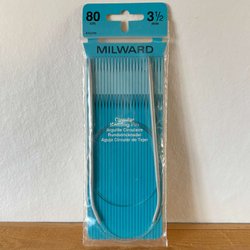 80 3½
cm mm
MILWARD
Circular
Knitting Pin
Aiguille Circulaire
Rundstricknadel
Aguja Circular de Tejer